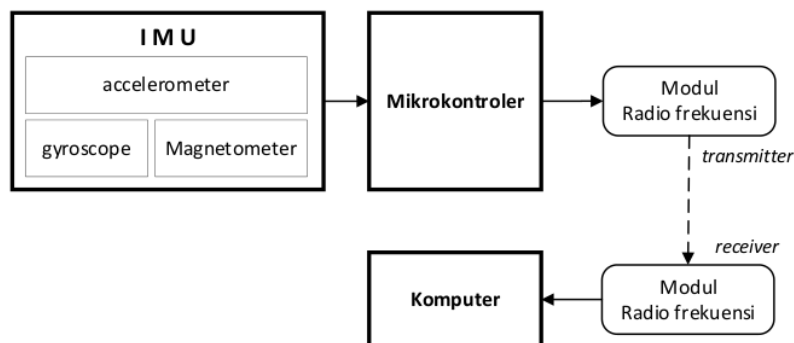 I M U
accelerometer
gyroscope
Magnetometer
Mikrokontroler
Modul
Radio frekuensi
transmitter
receiver
Modul
Radio frekuensi
Komputer